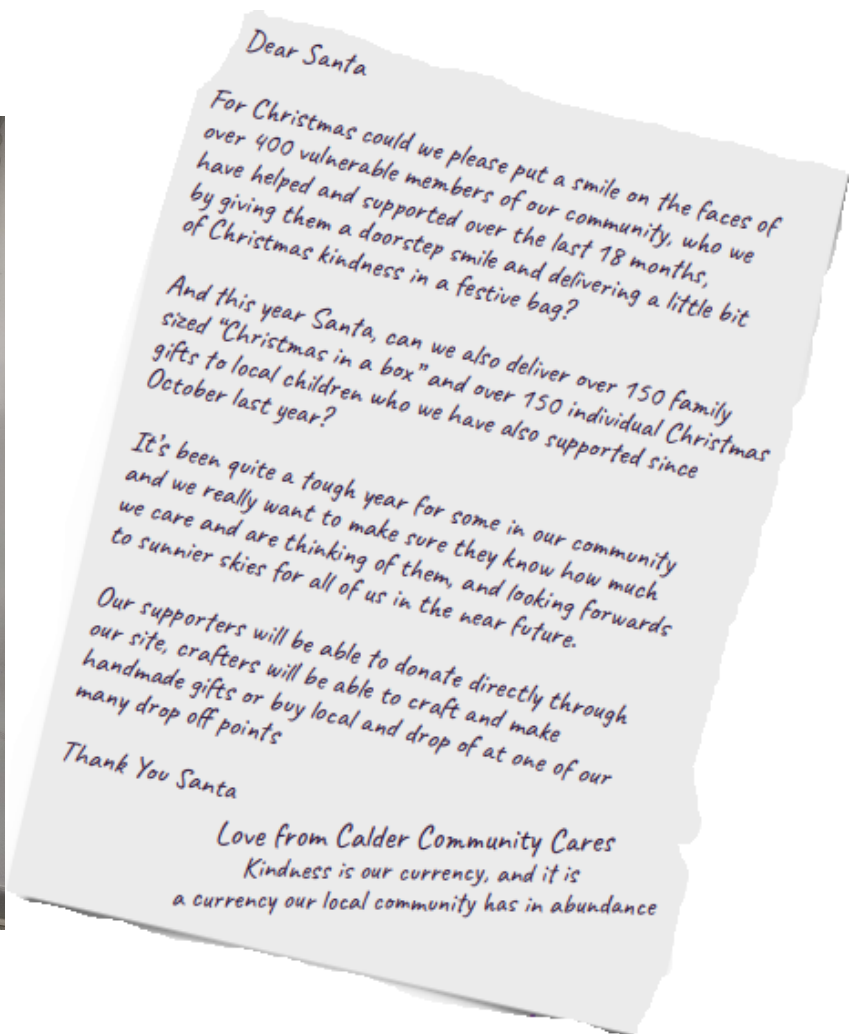 Dear Santa
For Christmas could we please put a smile on the faces of
over 400 vulnerable members of our community, who we
have helped and supported over the last 18 months,
by giving them a doorstep smile and delivering a little bit
of Christmas kindness in a festive bag?
And this year Santa, can we also deliver over 150 family
sized “Christmas in a box” and over 150 individual Christmas
gifts to local children who we have also supported since
October last year?
It's been quite a tough year for some in our community
and we really want to make sure they know how much
we care and are thinking of them, and looking forwards
to sunnier skies for all of us in the near future.
Our supporters will be able to donate directly through
our site, crafters will be able to craft and make
handmade gifts or buy local and drop of at one of our
many drop off points
Thank You Santa
Love from Calder Community Cares
Kindness is our currency, and it is
a currency our local community has in abundance